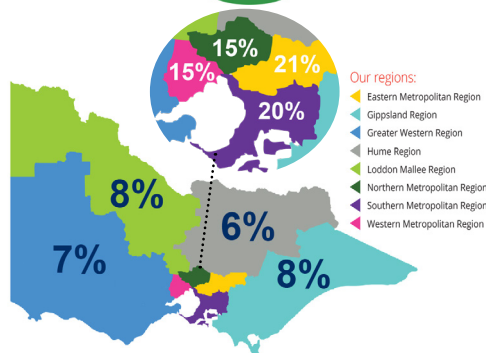 15%
15%
21%
20%
8%
6%
7%
8%
Our regions:
Eastern Metropolitan Region
Gippsland Region
Greater Western Region
Hume Region
Loddon Mallee Region
Northern Metropolitan Region
Southern Metropolitan Region
Western Metropolitan Region